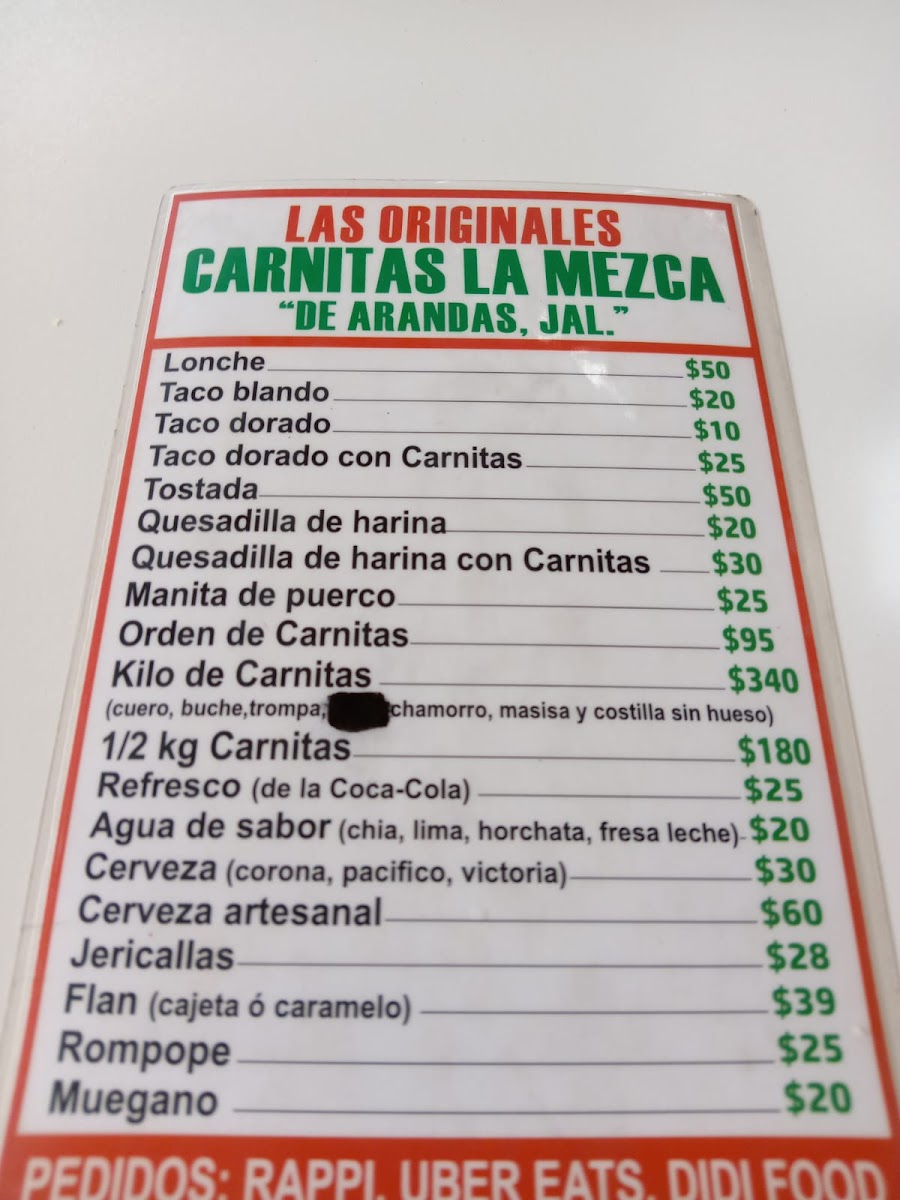 LAS ORIGINALES
CARNITAS LA MEZCA
“DE ARANDAS, JAL.”
Lonche $50
Taco blando $20
Taco dorado $10
Taco dorado con Carnitas $25
Tostada $50
Quesadilla de harina $20
Quesadilla de harina con Carnitas $30
Manita de puerco $25
Orden de Carnitas $95
Kilo de Carnitas $340
(cuero, buche,trompa, chamorro, masisa y costilla sin hueso)
1/2 kg Carnitas $180
Refresco (de la Coca-Cola) $25
Agua de sabor (chia, lima, horchata, fresa leche) $20
Cerveza (corona, pacifico, victoria) $30
Cerveza artesanal $60
Jericallas $28
Flan (cajeta ó caramelo) $39
Rompope $25
Muegano $20
PEDIDOS: RAPPI, UBER EATS, DIDI FOOD